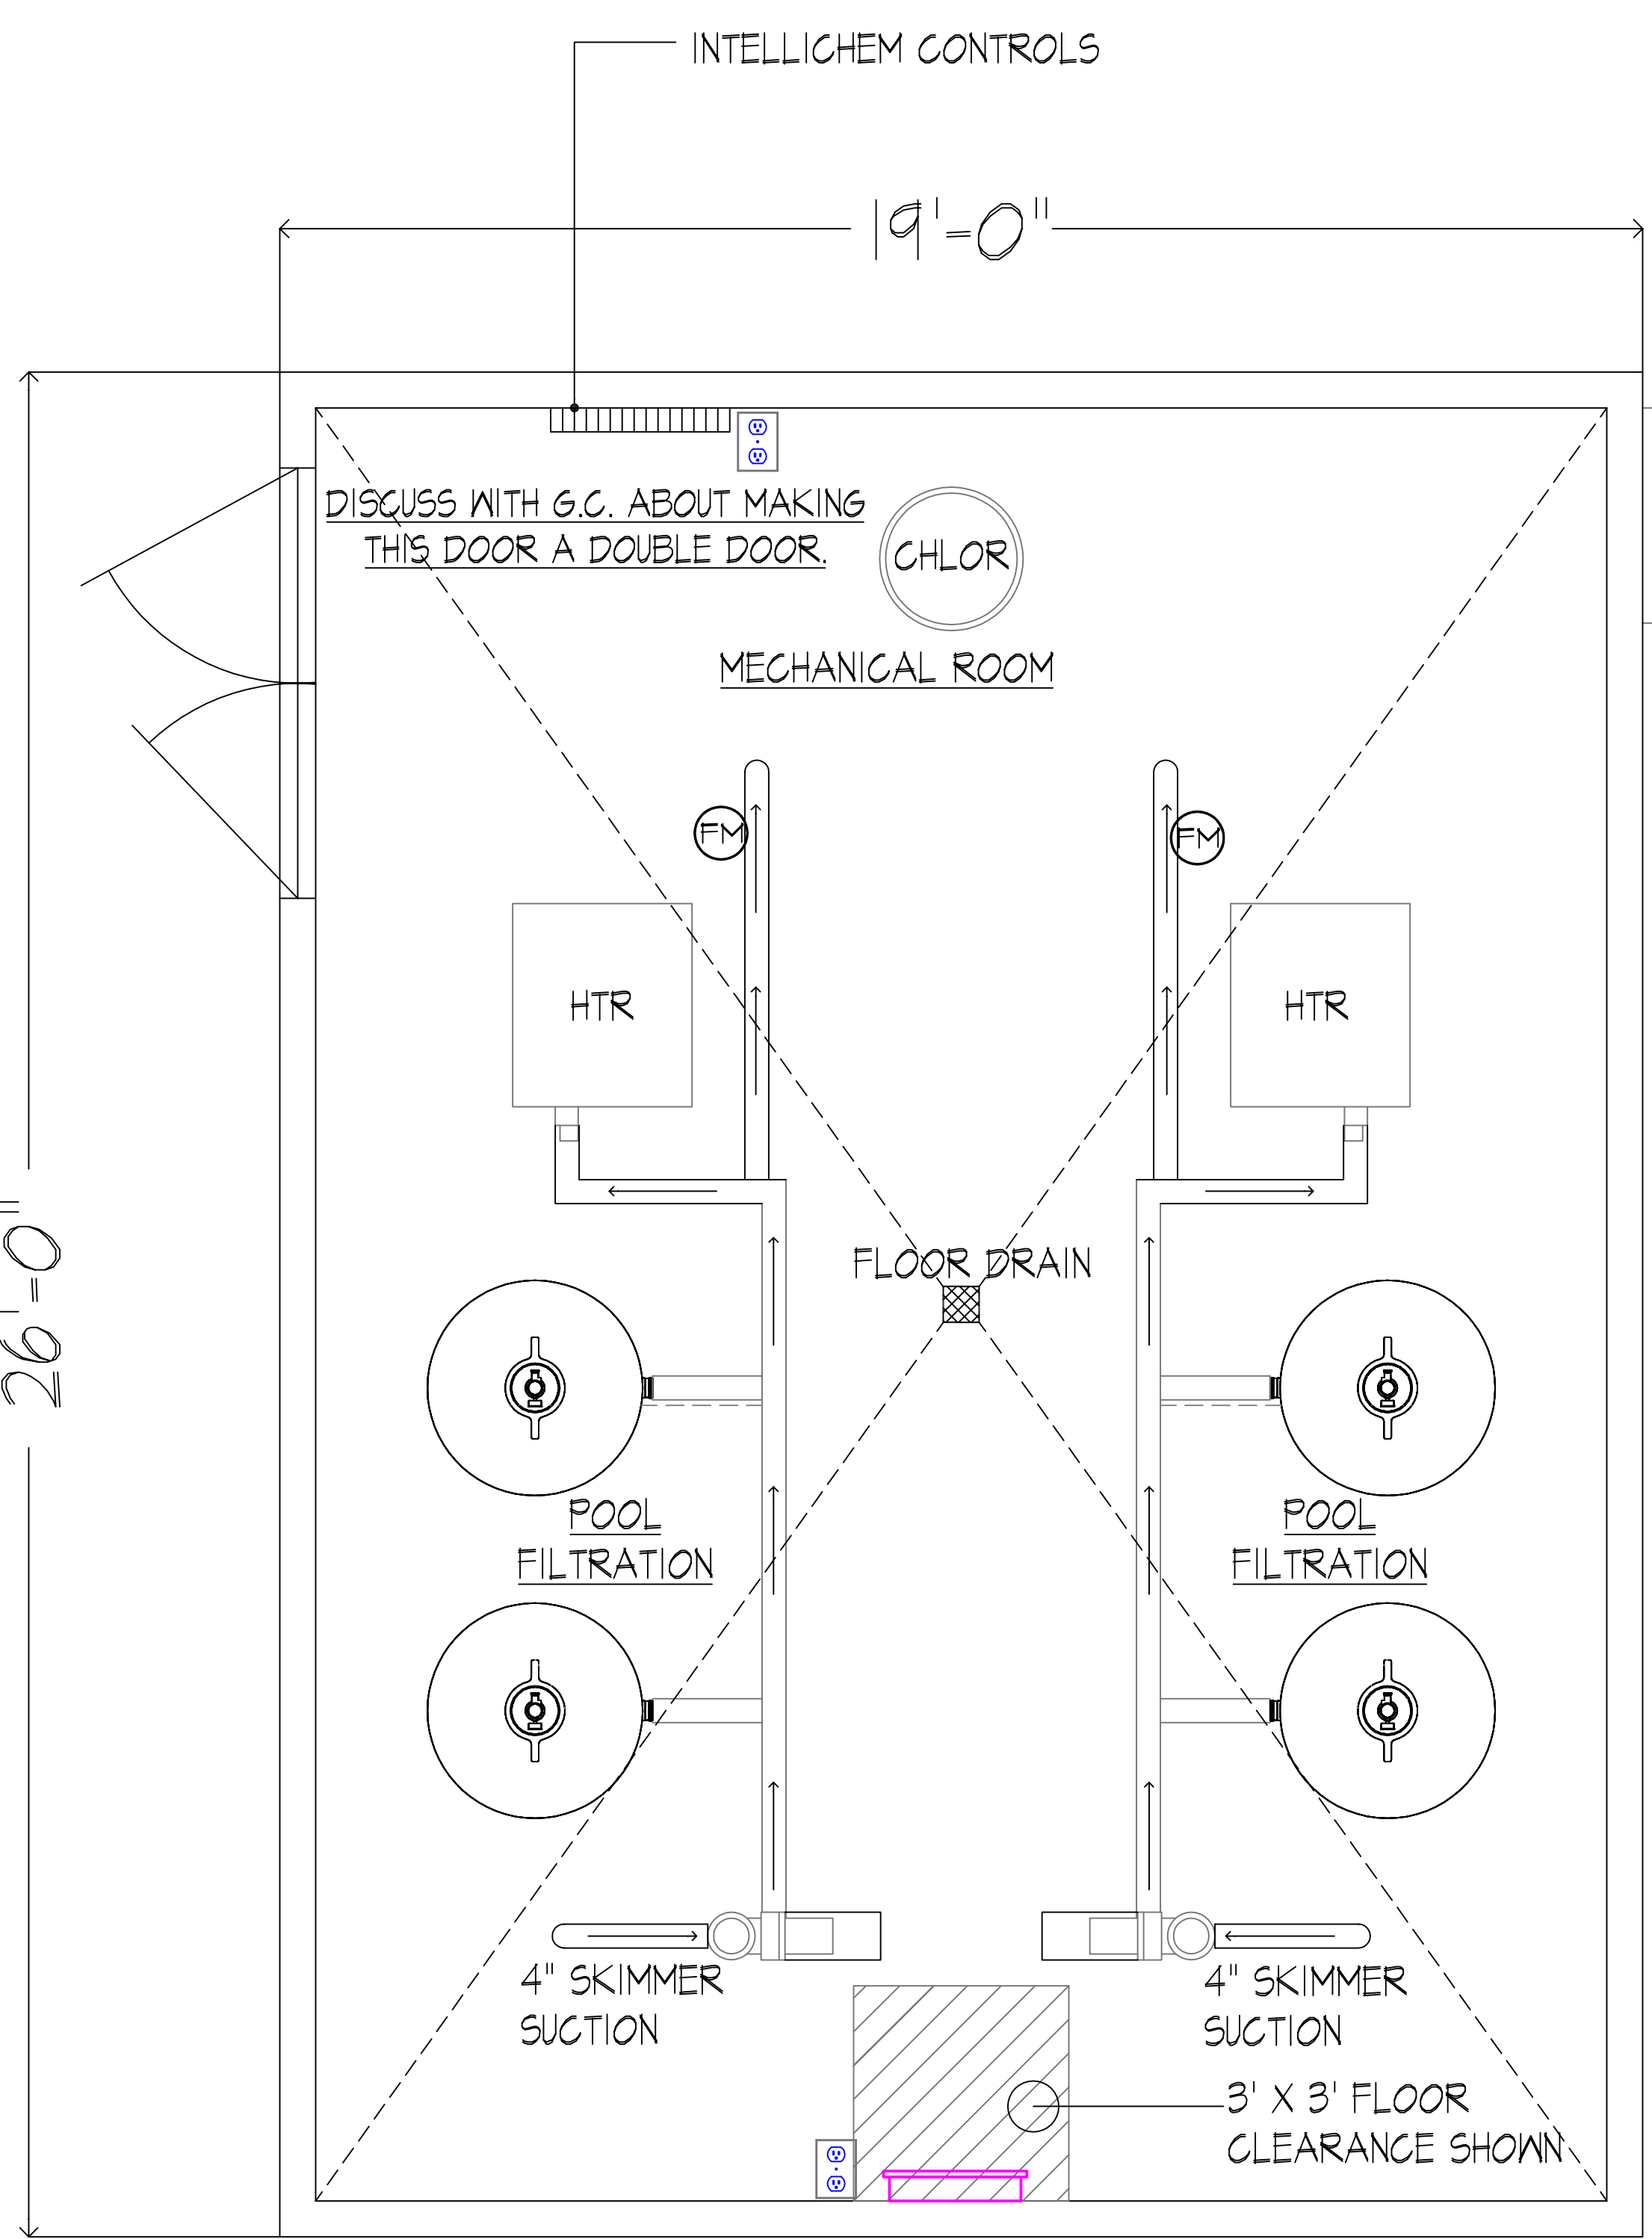 INTELLICHEM CONTROLS
19'-0"
DISCUSS WITH G.C. ABOUT MAKING
THIS DOOR A DOUBLE DOOR.
CHLOR
MECHANICAL ROOM
FM
FM
HTR
HTR
26'-0"
FLOOR DRAIN
POOL
FILTRATION
POOL
FILTRATION
4" SKIMMER
SUCTION
4" SKIMMER
SUCTION
3' X 3' FLOOR
CLEARANCE SHOWN